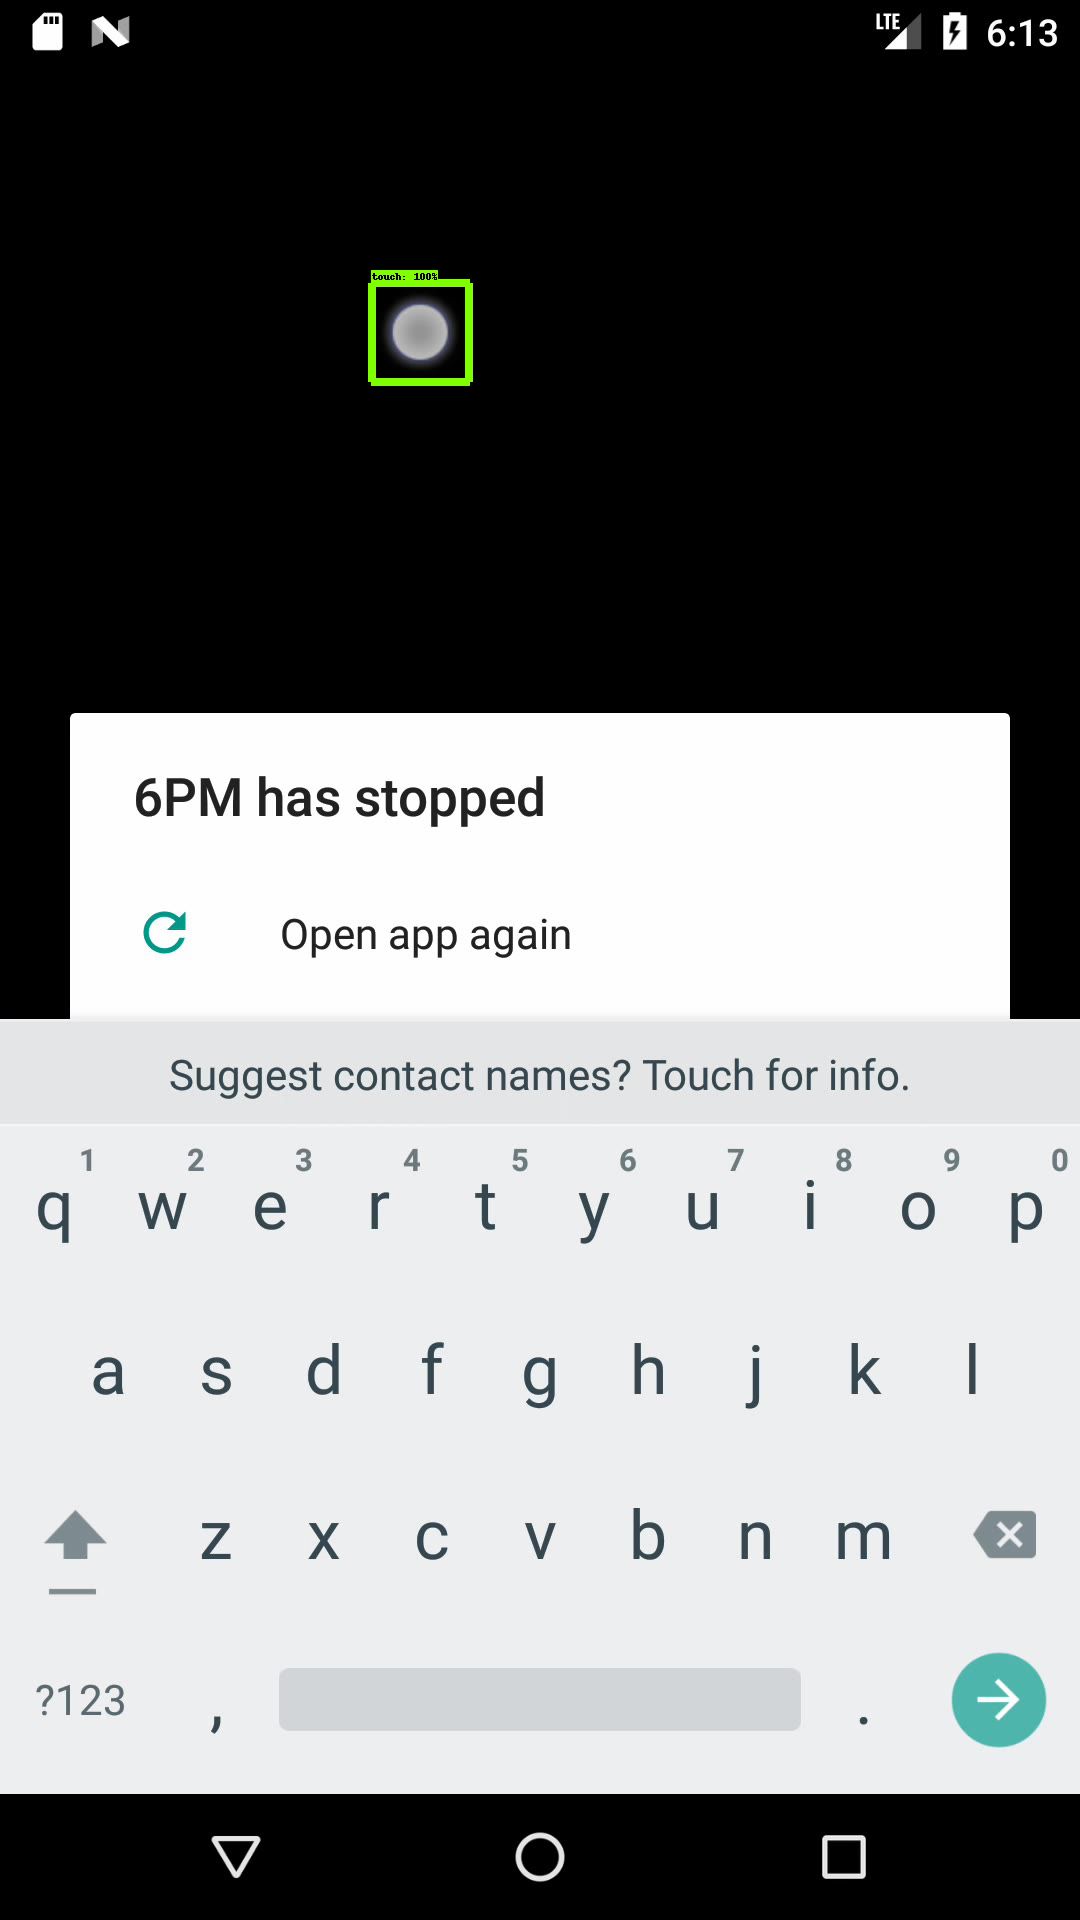 LTE 6:13
touch: 100%
6PM has stopped
Open app again
Suggest contact names? Touch for info.
1 2 3 4 5 6 7 8 9 0
q w e r t y u i o p
a s d f g h j k l
z x c v b n m
?123 , .